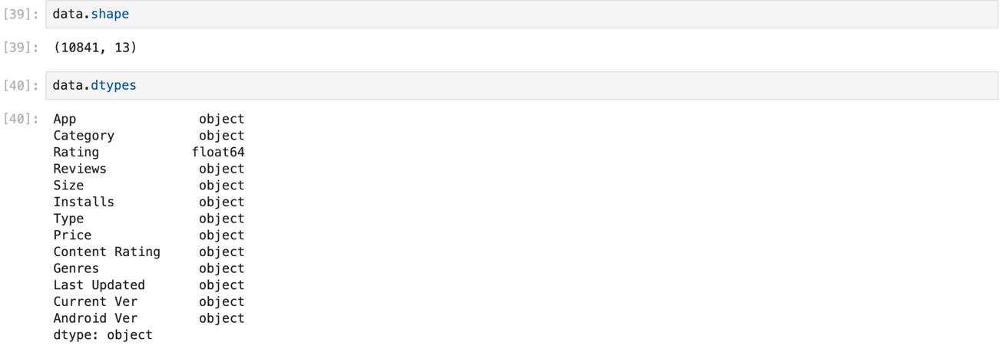 [39]: data.shape
[39]: (10841, 13)
[40]: data.dtypes
[40]: App object
Category object
Rating float64
Reviews object
Size object
Installs object
Type object
Price object
Content Rating object
Genres object
Last Updated object
Current Ver object
Android Ver object
dtype: object